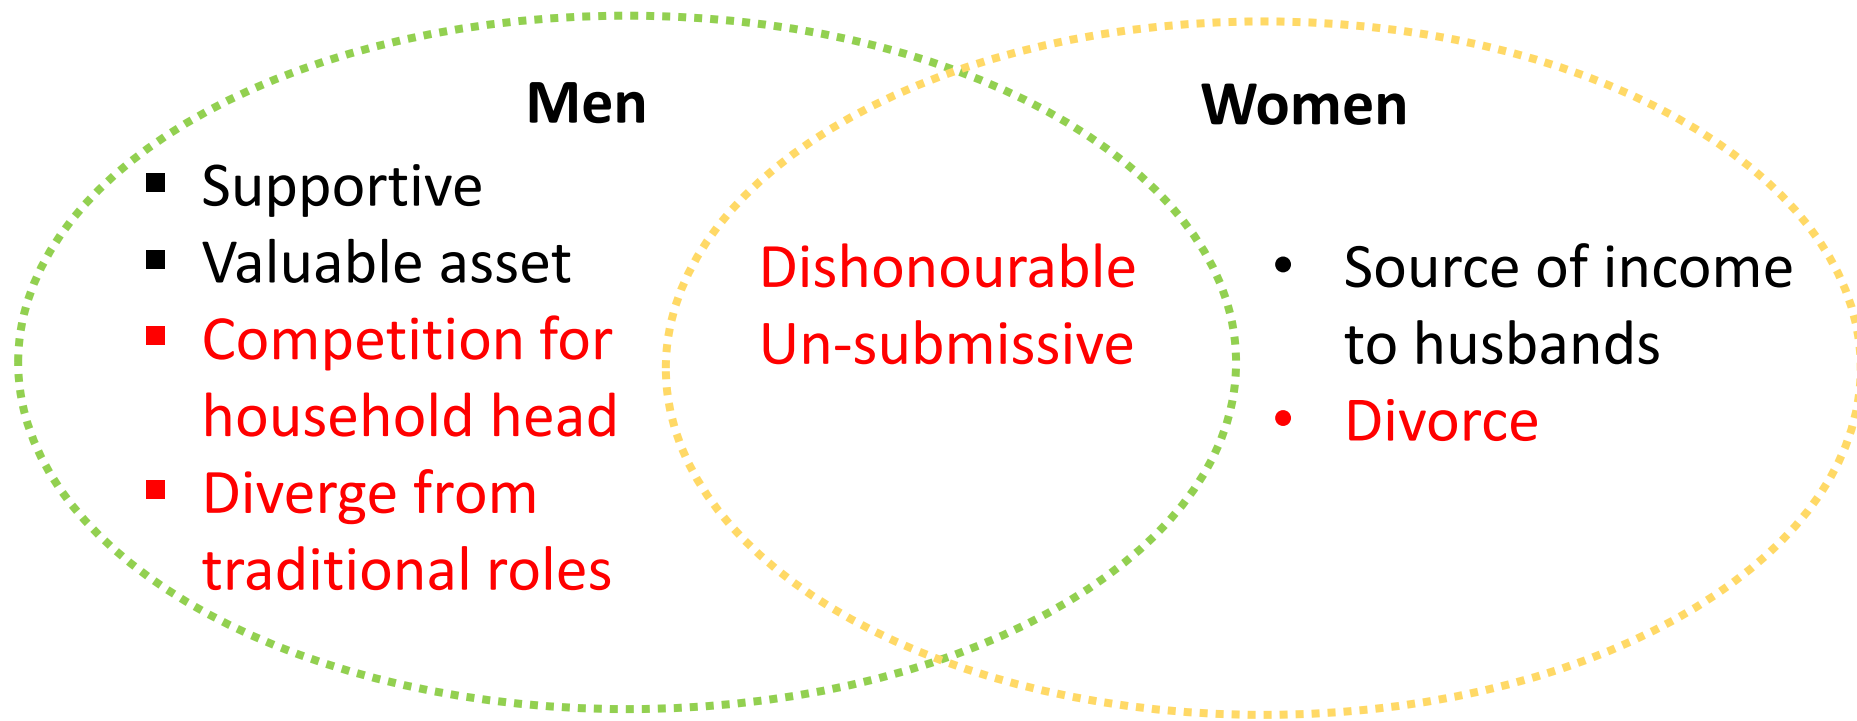 Men
▪ Supportive
▪ Valuable asset
▪ Competition for
household head
▪ Diverge from
traditional roles
Dishonourable
Un-submissive
Women
• Source of income
to husbands
• Divorce